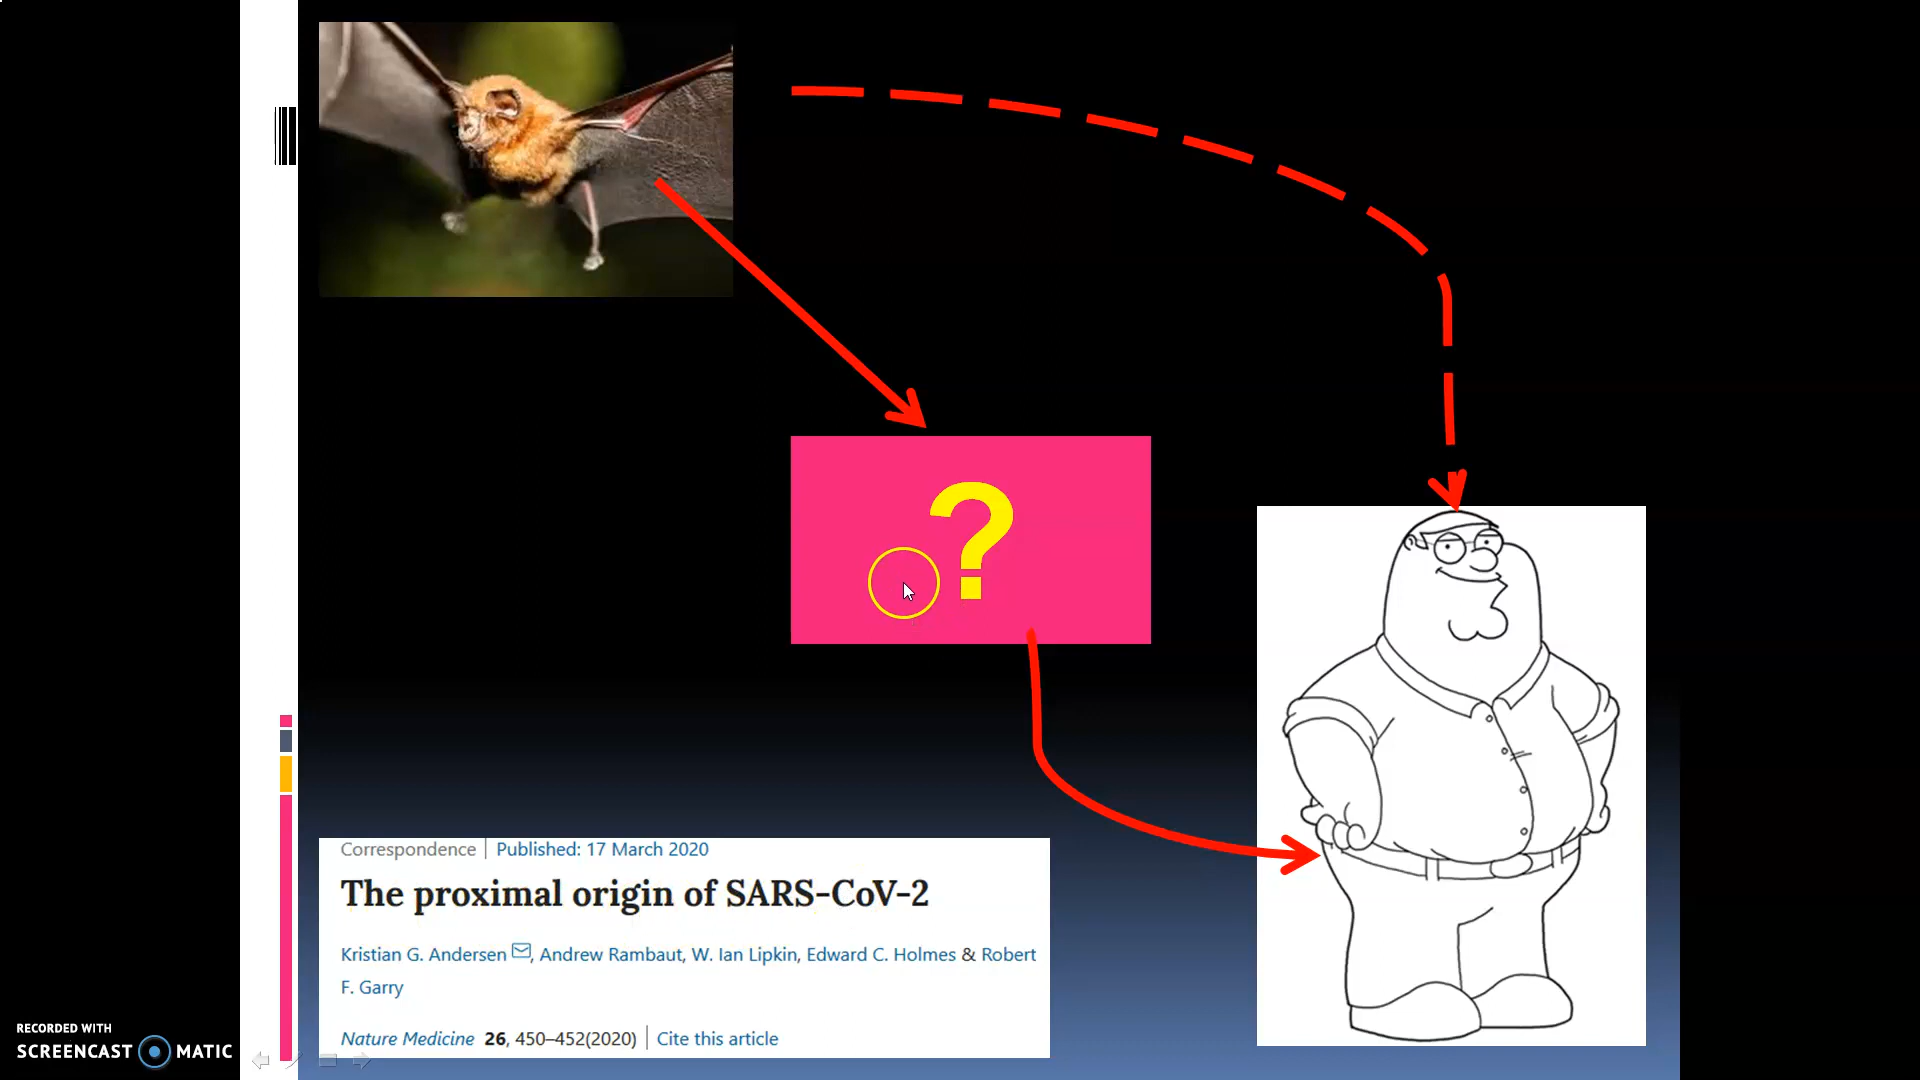 ?
Correspondence | Published: 17 March 2020
The proximal origin of SARS-CoV-2
Kristian G. Andersen, Andrew Rambaut, W. Ian Lipkin, Edward C. Holmes & Robert
F. Garry
Nature Medicine 26, 450–452(2020) | Cite this article
RECORDED WITH
SCREENCAST MATIC